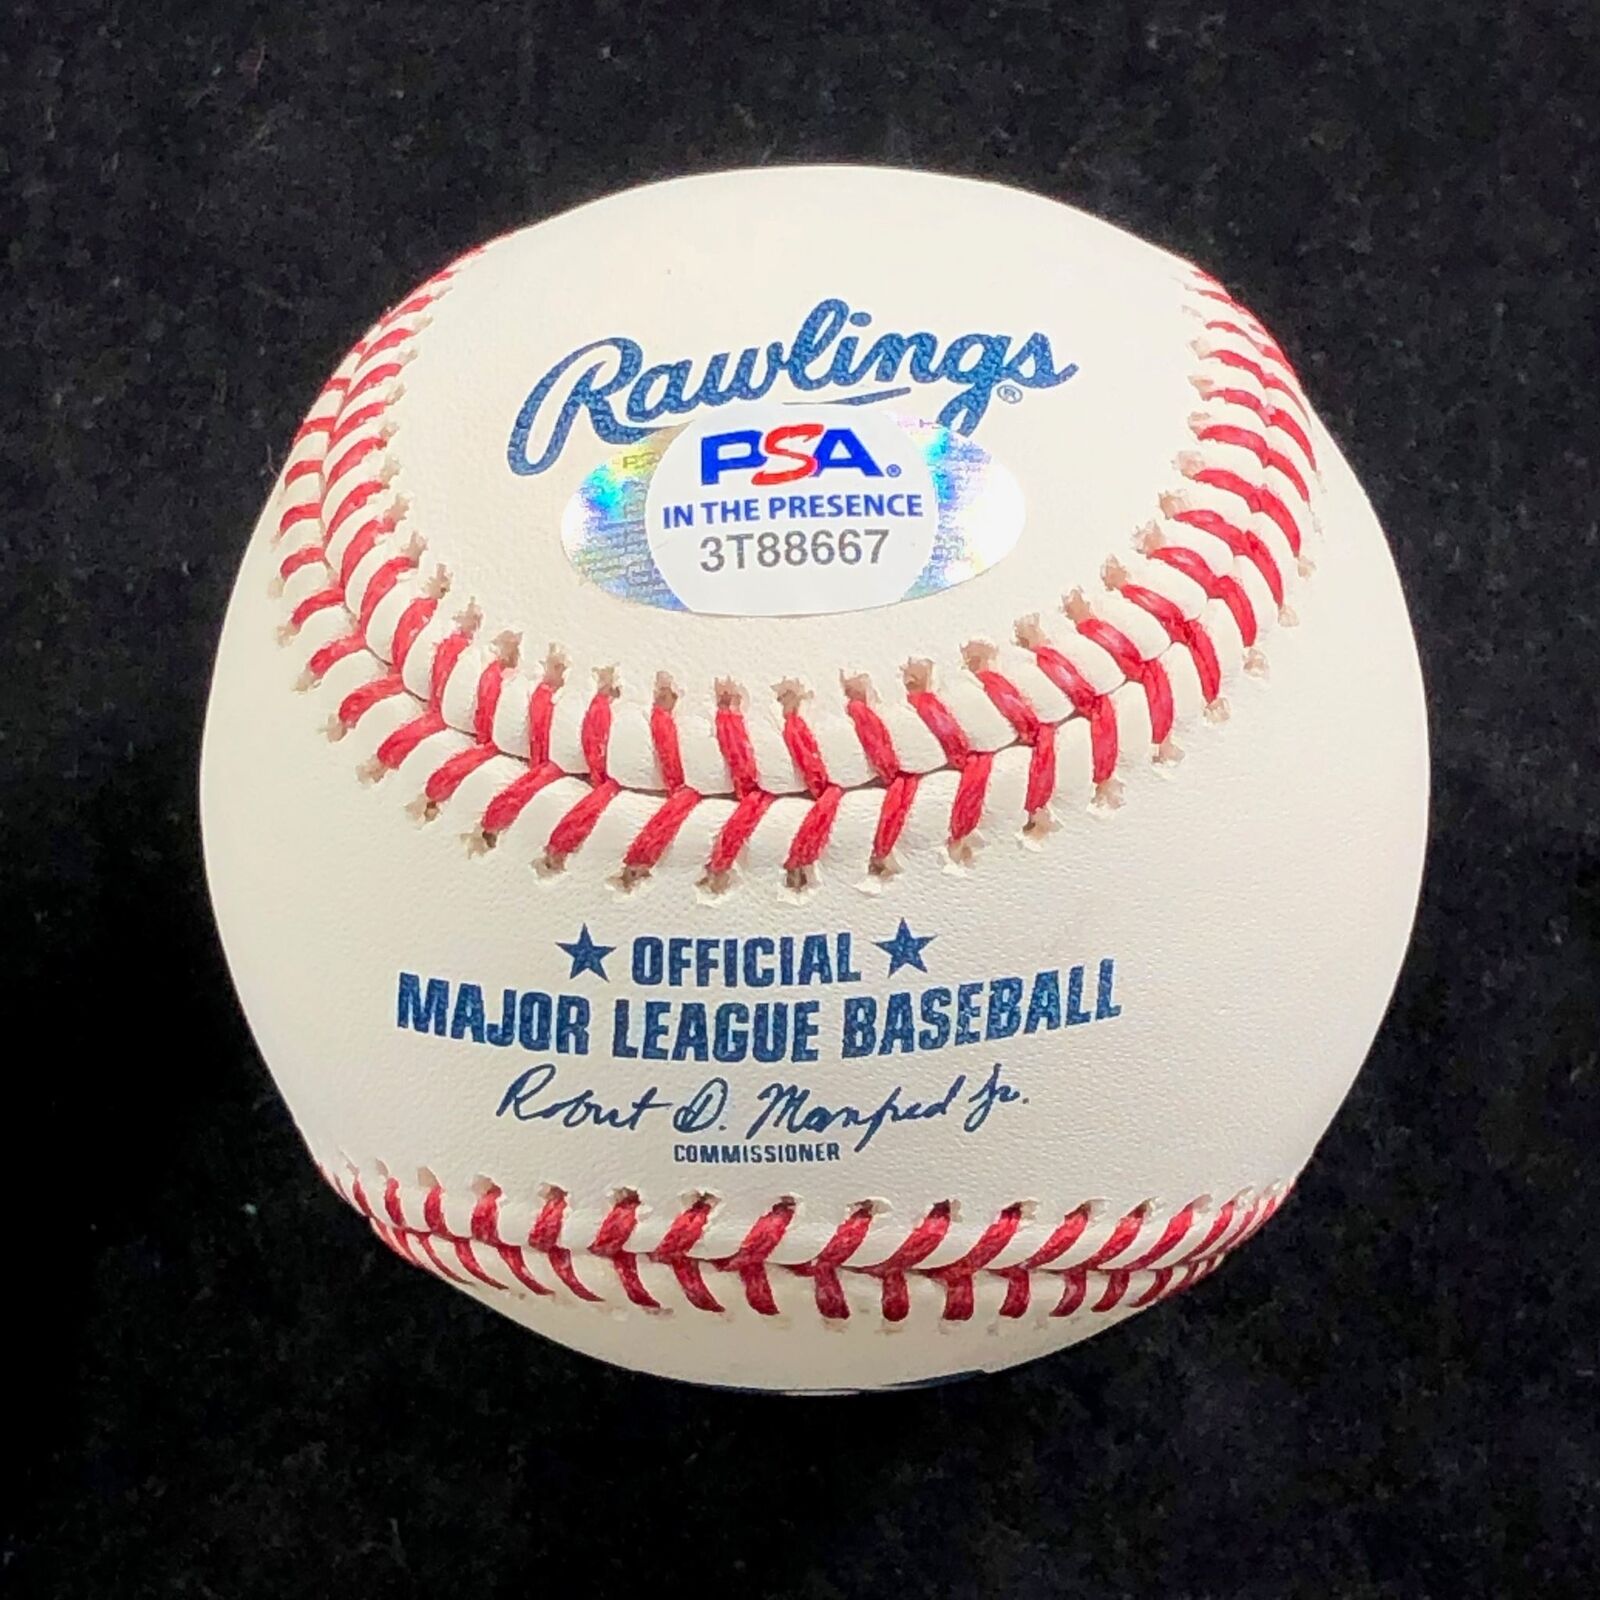 Rawlings®
PSA®
IN THE PRESENCE
3T88667
★ OFFICIAL ★
MAJOR LEAGUE BASEBALL
Robert D. Manfred Jr.
COMMISSIONER